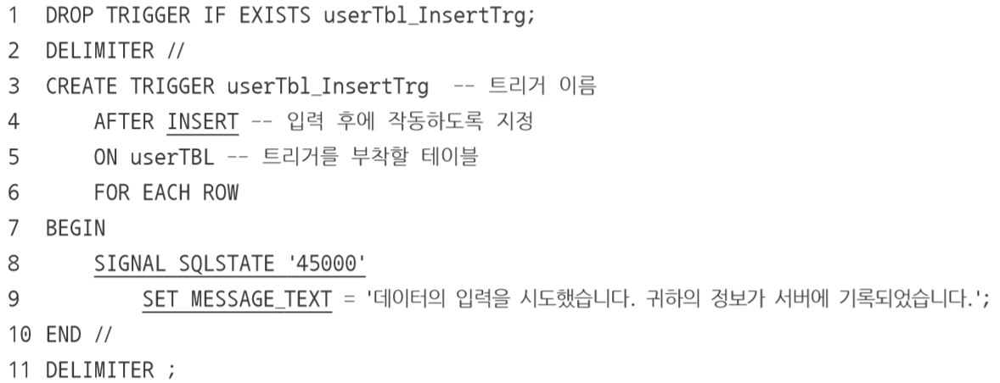 1 DROP TRIGGER IF EXISTS userTbl_InsertTrg;
2 DELIMITER //
3 CREATE TRIGGER userTbl_InsertTrg -- 트리거 이름
4 AFTER INSERT -- 입력 후에 작동하도록 지정
5 ON userTBL -- 트리거를 부착할 테이블
6 FOR EACH ROW
7 BEGIN
8 SIGNAL SQLSTATE '45000'
9 SET MESSAGE_TEXT = '데이터의 입력을 시도했습니다. 귀하의 정보가 서버에 기록되었습니다.';
10 END //
11 DELIMITER ;